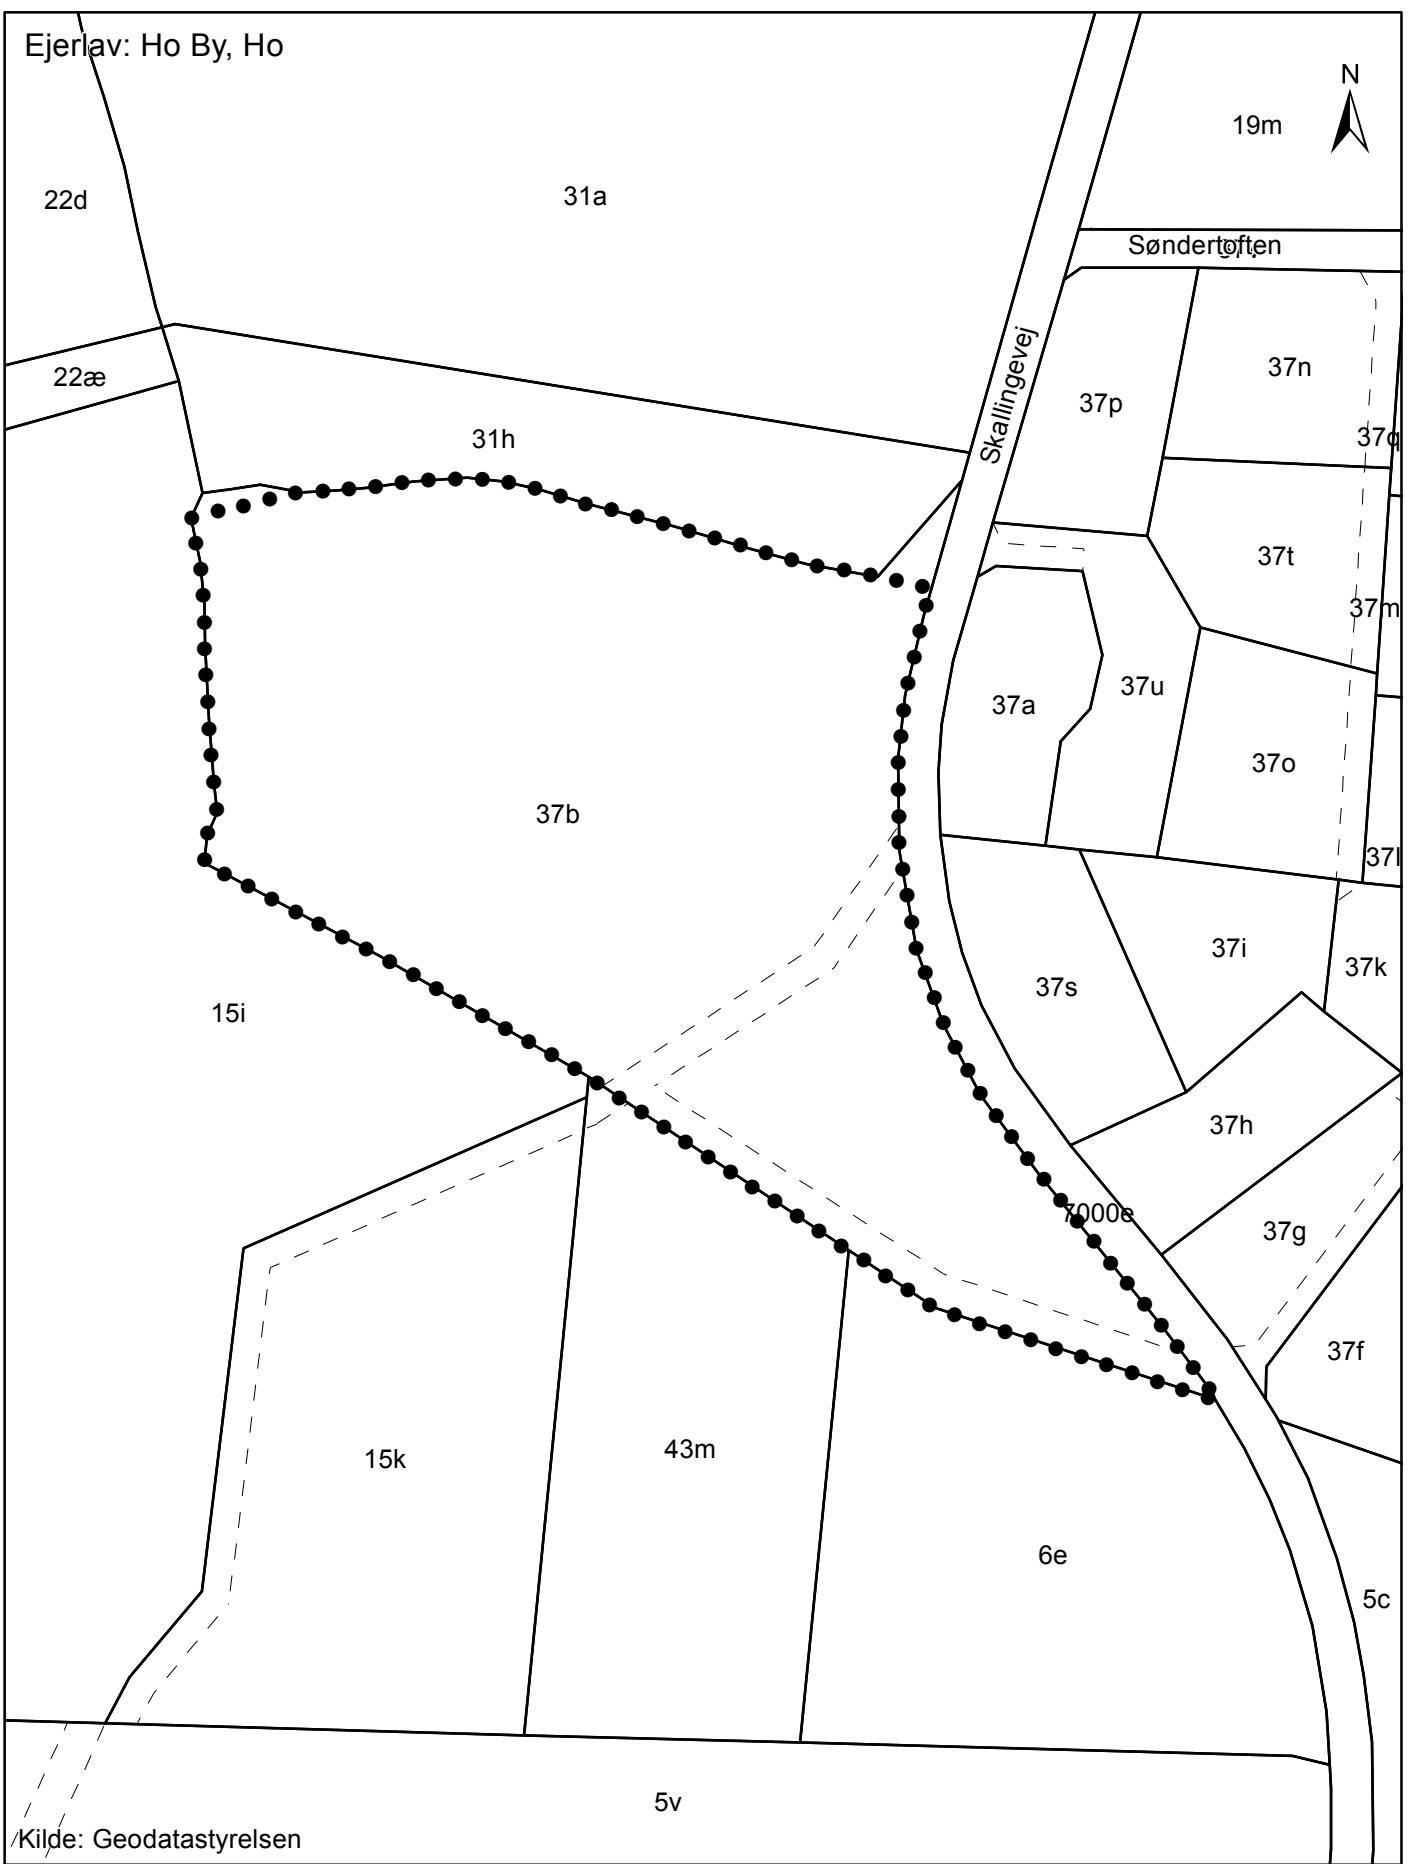 Ejerlav: Ho By, Ho
N
19m
22d
31a
Søndertoften
Skallingevej
22æ
37n
37p
31h
37q
37t
37m
37u
37a
37o
37b
37l
37i
37k
37s
15i
37h
7000e
37g
37f
43m
15k
6e
5c
5v
Kilde: Geodatastyrelsen